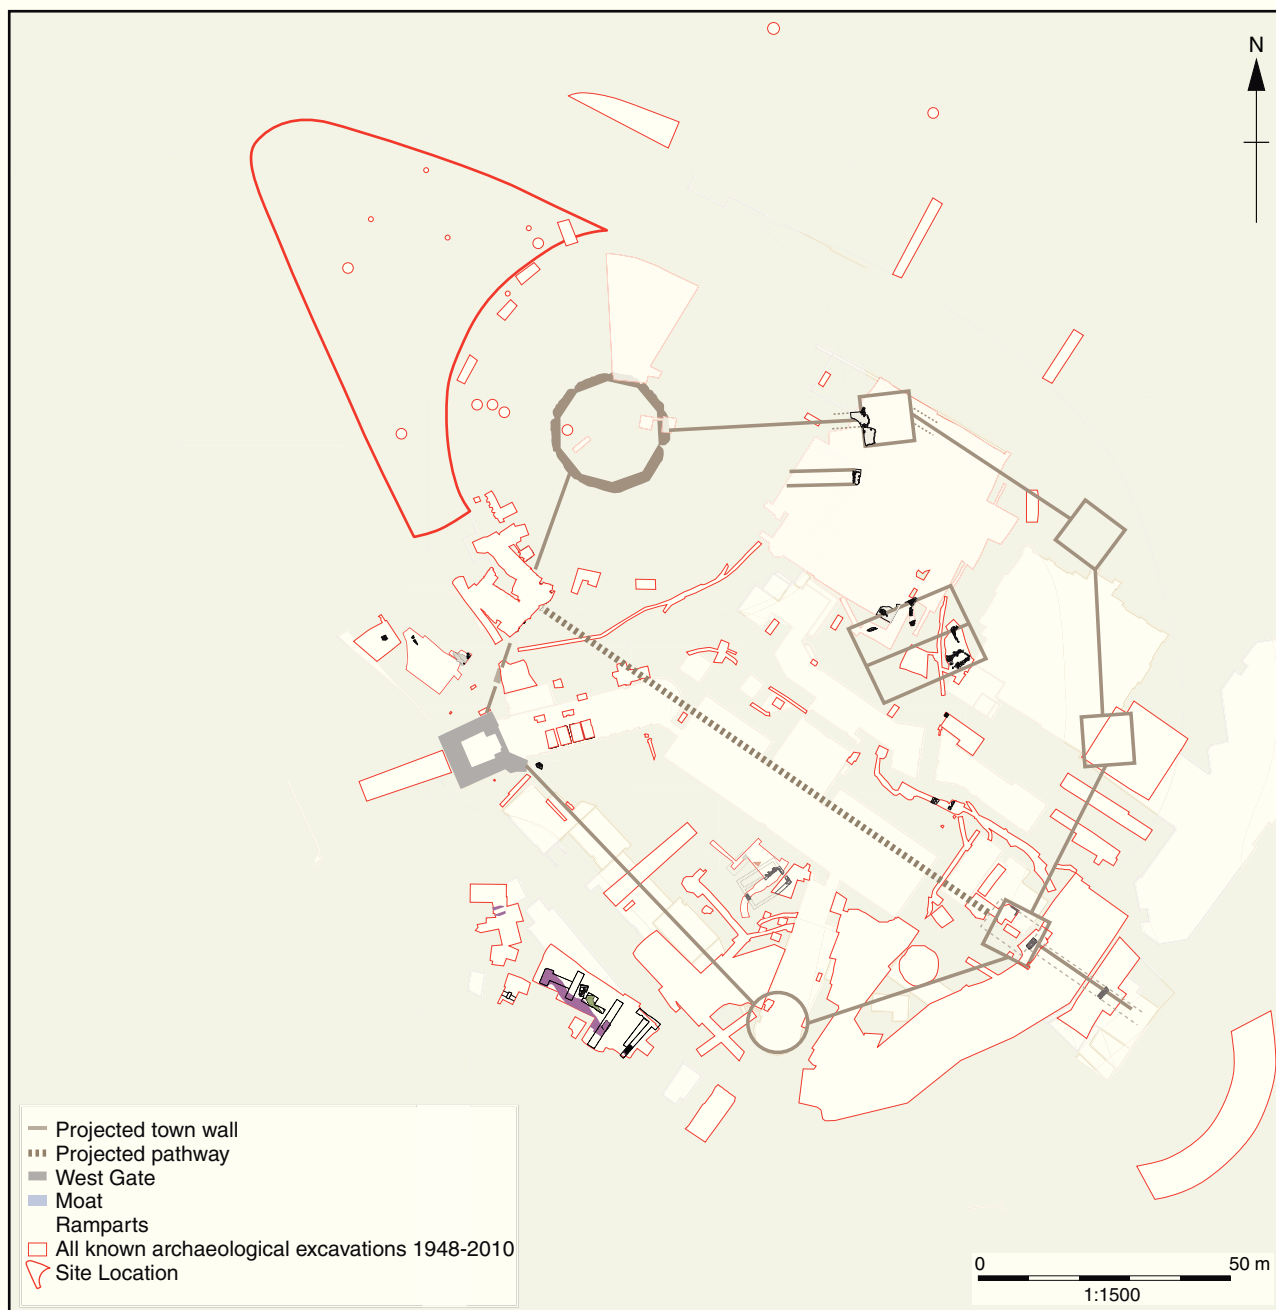 N
Projected town wall
Projected pathway
West Gate
Moat
Ramparts
All known archaeological excavations 1948-2010
Site Location
0 50 m
1:1500